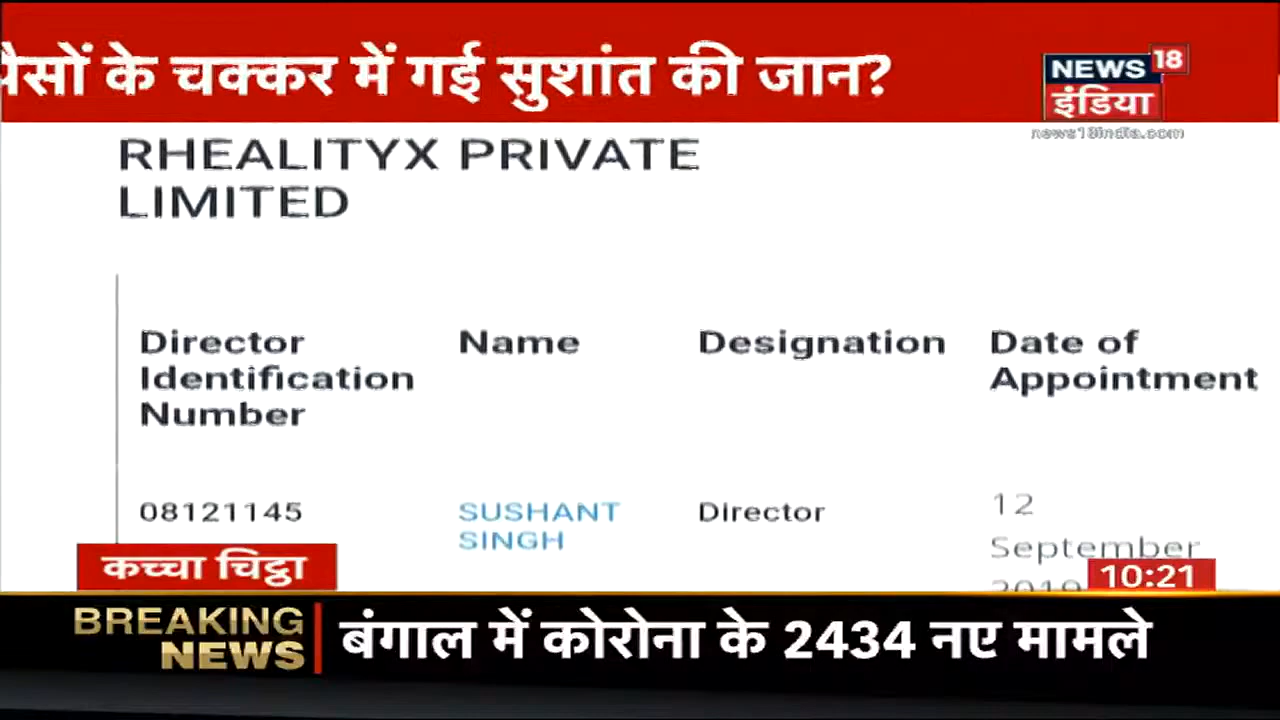 पैसों के चक्कर में गई सुशांत की जान?
NEWS 18
इंडिया
news18india.com
RHEALITYX PRIVATE
LIMITED
Director Identification Number
Name
Designation
Date of Appointment
08121145
SUSHANT SINGH
Director
12 September 2019
कच्चा चिट्ठा
10:21
BREAKING NEWS
बंगाल में कोरोना के 2434 नए मामले